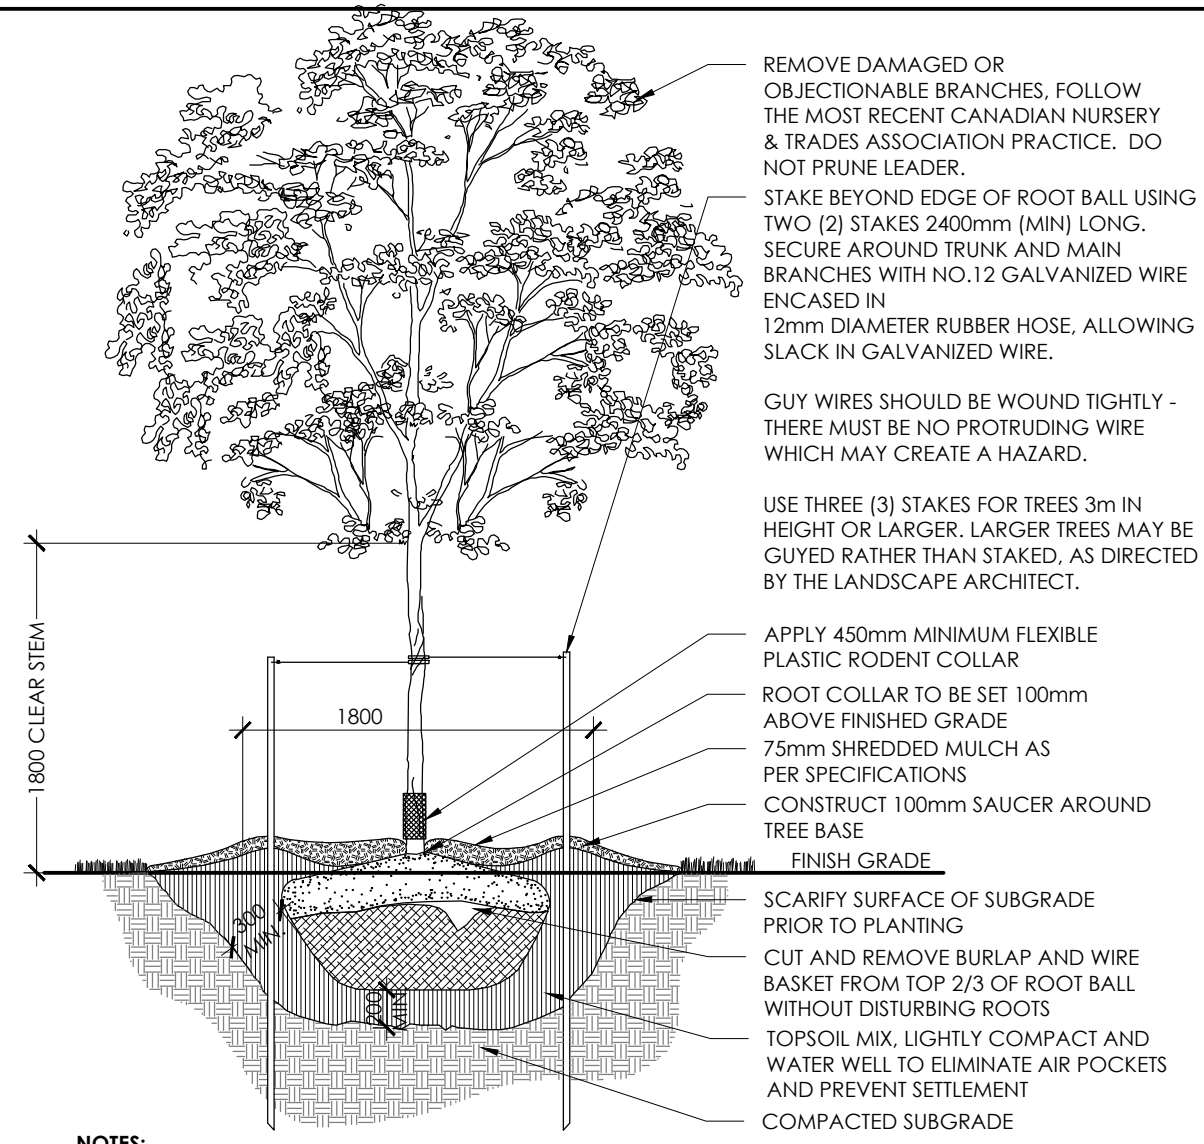 REMOVE DAMAGED OR
OBJECTIONABLE BRANCHES, FOLLOW
THE MOST RECENT CANADIAN NURSERY
& TRADES ASSOCIATION PRACTICE. DO
NOT PRUNE LEADER.
STAKE BEYOND EDGE OF ROOT BALL USING
TWO (2) STAKES 2400mm (MIN) LONG.
SECURE AROUND TRUNK AND MAIN
BRANCHES WITH NO.12 GALVANIZED WIRE
ENCASED IN
12mm DIAMETER RUBBER HOSE, ALLOWING
SLACK IN GALVANIZED WIRE.
GUY WIRES SHOULD BE WOUND TIGHTLY -
THERE MUST BE NO PROTRUDING WIRE
WHICH MAY CREATE A HAZARD.
USE THREE (3) STAKES FOR TREES 3m IN
HEIGHT OR LARGER. LARGER TREES MAY BE
GUYED RATHER THAN STAKED, AS DIRECTED
BY THE LANDSCAPE ARCHITECT.
APPLY 450mm MINIMUM FLEXIBLE
PLASTIC RODENT COLLAR
ROOT COLLAR TO BE SET 100mm
ABOVE FINISHED GRADE
75mm SHREDDED MULCH AS
PER SPECIFICATIONS
CONSTRUCT 100mm SAUCER AROUND
TREE BASE
FINISH GRADE
SCARIFY SURFACE OF SUBGRADE
PRIOR TO PLANTING
CUT AND REMOVE BURLAP AND WIRE
BASKET FROM TOP 2/3 OF ROOT BALL
WITHOUT DISTURBING ROOTS
TOPSOIL MIX, LIGHTLY COMPACT AND
WATER WELL TO ELIMINATE AIR POCKETS
AND PREVENT SETTLEMENT
COMPACTED SUBGRADE
1800 CLEAR STEM
1800
300
MIN.
200
MIN
NOTES: